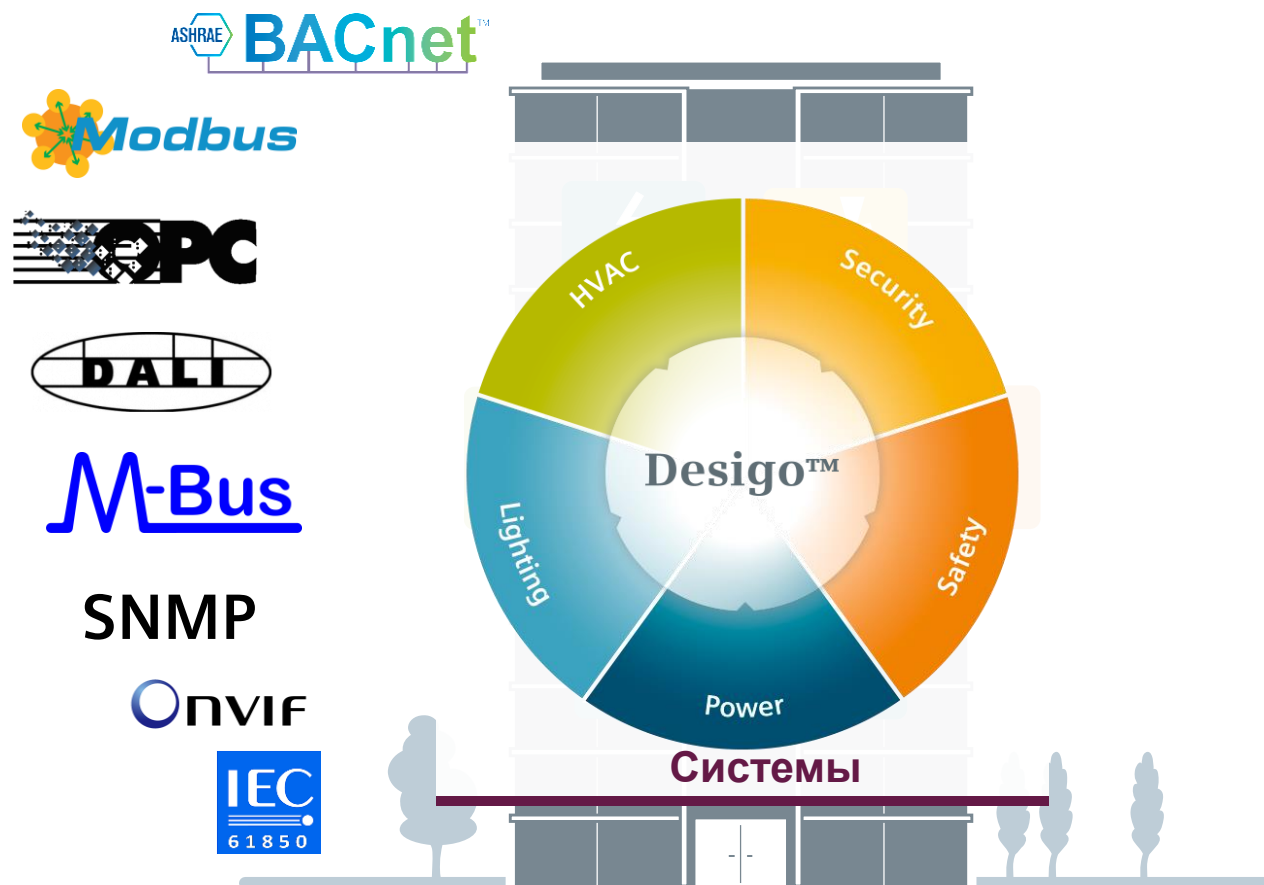 ASHRAE BACnet™
Modbus
OPC
DALI
M-Bus
SNMP
Onvif
IEC
61850
HVAC
Security
Desigo™
Lighting
Safety
Power
Системы